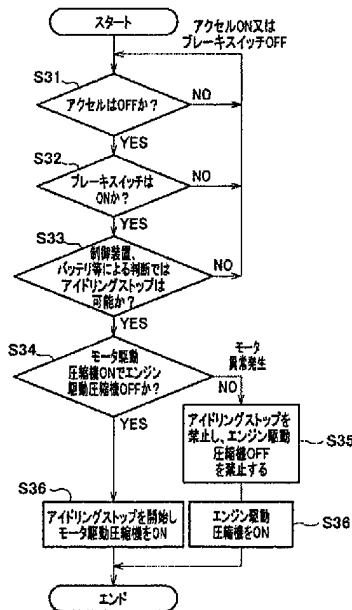 スタート
アクセルON又は
ブレーキスイッチOFF
S31
アクセルはOFFか?
NO
YES
S32
ブレーキスイッチは
ONか?
NO
YES
S33
制御装置、
バッテリ等による判断では
アイドリングストップは
可能か?
NO
YES
S34
モータ駆動
圧縮機ONでエンジン
駆動圧縮機OFFか?
モータ
異常発生
NO
YES
アイドリングストップを
禁止し、エンジン駆動
圧縮機OFF
を禁止する
S35
S36
アイドリングストップを開始し
モータ駆動圧縮機をON
エンジン駆動
圧縮機をON
S36
エンド